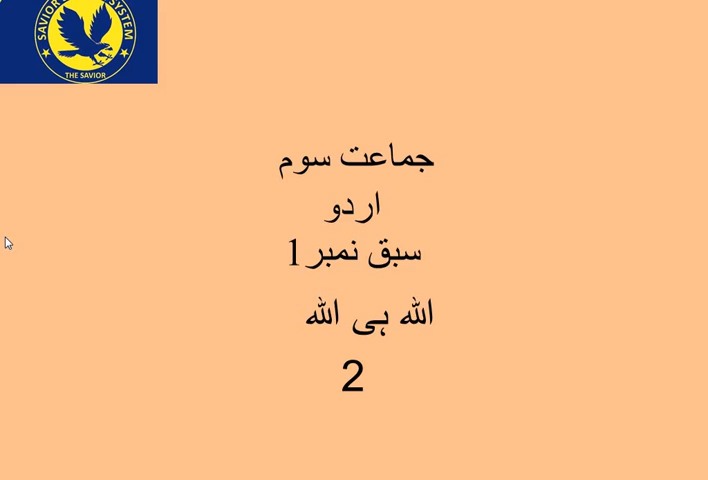 SAVIOR SYSTEM
THE SAVIOR
جماعت سوم
اردو
سبق نمبر1
اللہ ہی اللہ
2